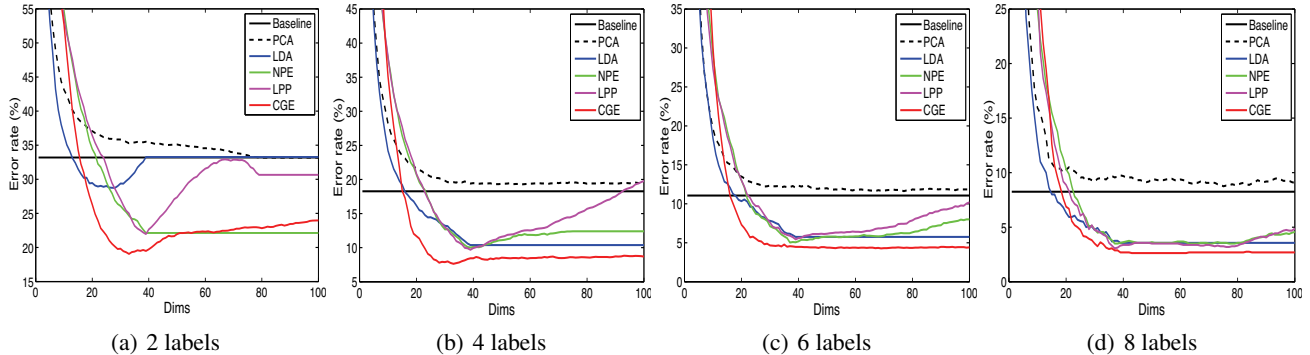 55
50
45
40
35
30
25
20
15
Error rate (%)
0 20 40 60 80 100
Dims
Baseline
PCA
LDA
NPE
LPP
CGE
(a) 2 labels
45
40
35
30
25
20
15
10
5
Error rate (%)
0 20 40 60 80 100
Dims
Baseline
PCA
LDA
NPE
LPP
CGE
(b) 4 labels
35
30
25
20
15
10
5
0
Error rate (%)
0 20 40 60 80 100
Dims
Baseline
PCA
LDA
NPE
LPP
CGE
(c) 6 labels
25
20
15
10
5
0
Error rate (%)
0 20 40 60 80 100
Dims
Baseline
PCA
LDA
NPE
LPP
CGE
(d) 8 labels